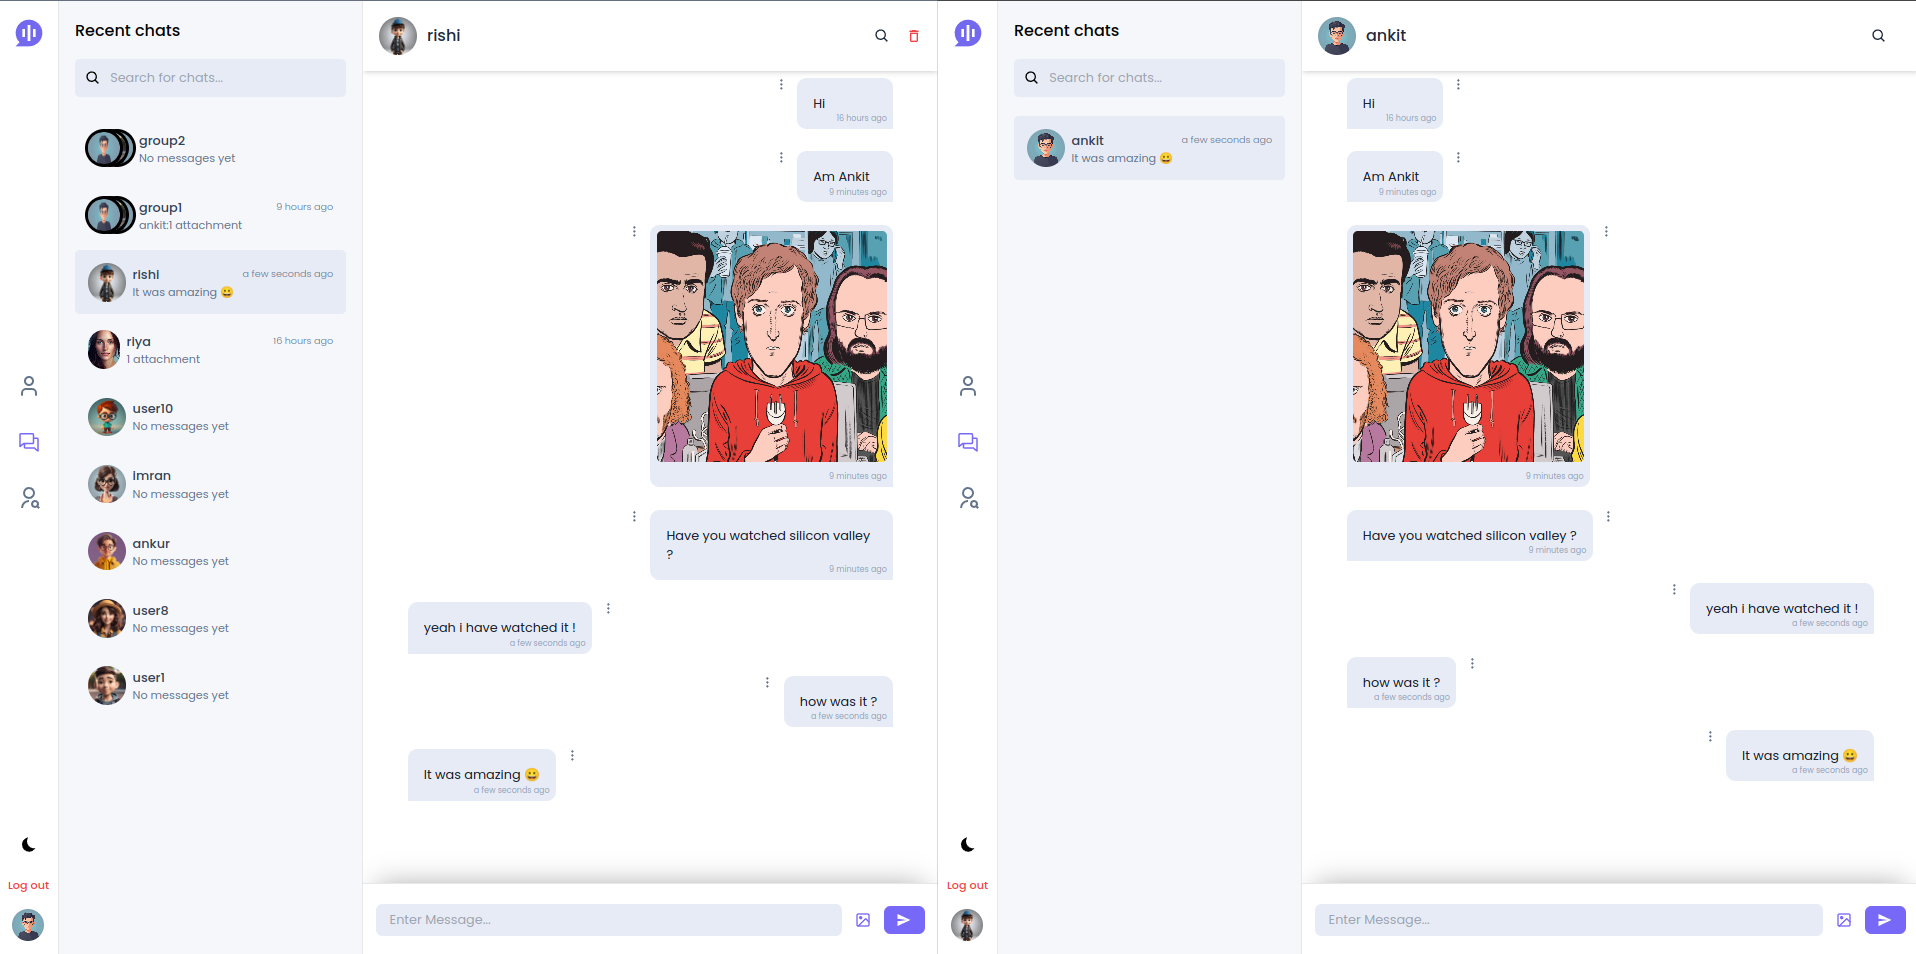 Recent chats
Search for chats...
group2
No messages yet
group1
9 hours ago
ankit:1 attachment
rishi
a few seconds ago
It was amazing 😀
riya
16 hours ago
1 attachment
user10
No messages yet
Imran
No messages yet
ankur
No messages yet
user8
No messages yet
user1
No messages yet
Log out
rishi
Hi
16 hours ago
Am Ankit
9 minutes ago
9 minutes ago
Have you watched silicon valley
?
9 minutes ago
yeah i have watched it !
a few seconds ago
how was it ?
a few seconds ago
It was amazing 😀
a few seconds ago
Enter Message...
Recent chats
Search for chats...
ankit
a few seconds ago
It was amazing 😀
Log out
ankit
Hi
16 hours ago
Am Ankit
9 minutes ago
9 minutes ago
Have you watched silicon valley ?
9 minutes ago
yeah i have watched it !
a few seconds ago
how was it ?
a few seconds ago
It was amazing 😀
a few seconds ago
Enter Message...